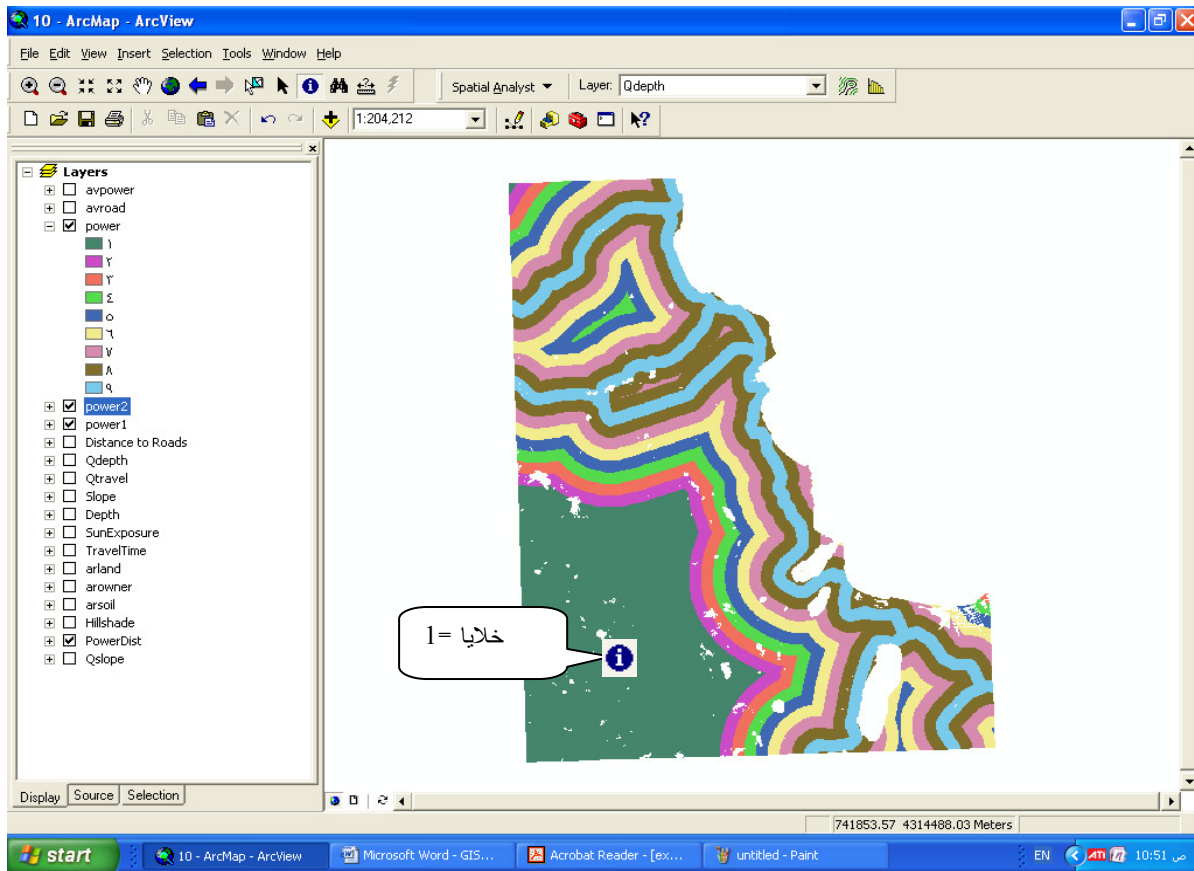 10 - ArcMap - ArcView
File Edit View Insert Selection Tools Window Help
Spatial Analyst Layer: Qdepth
1:204,212
Layers
avpower
avroad
power
١
٢
٣
٤
٥
٦
٧
٨
٩
power2
power1
Distance to Roads
Qdepth
Qtravel
Slope
Depth
SunExposure
TravelTime
arland
arowner
arsoil
Hillshade
PowerDist
Qslope
خلايا =1
Display Source Selection
741853.57 4314488.03 Meters
start 10 - ArcMap - ArcView Microsoft Word - GIS... Acrobat Reader - [ex... untitled - Paint EN 10:51 ص